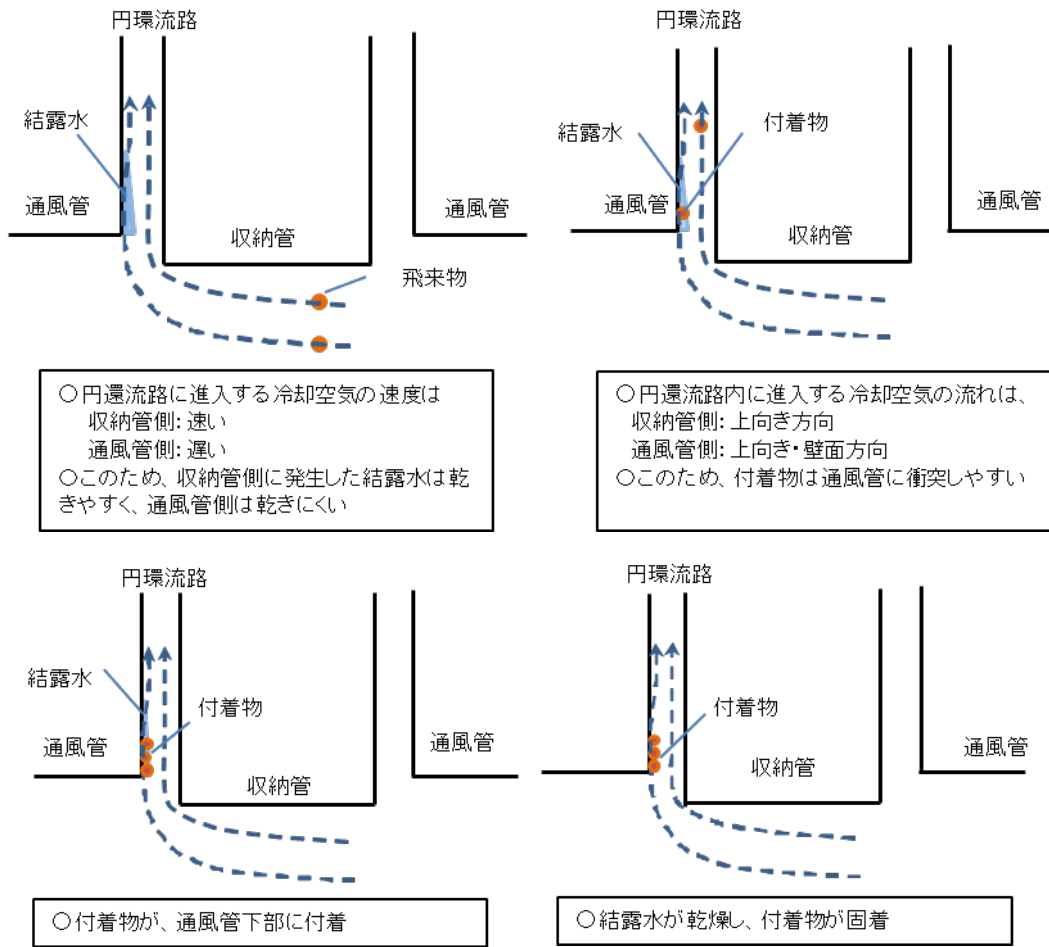 円環流路
結露水
通風管
収納管
通風管
飛来物
○円環流路に進入する冷却空気の速度は
収納管側: 速い
通風管側: 遅い
○このため、収納管側に発生した結露水は乾
きやすく、通風管側は乾きにくい
円環流路
付着物
結露水
通風管
収納管
通風管
○円環流路内に進入する冷却空気の流れは、
収納管側: 上向き方向
通風管側: 上向き・壁面方向
○このため、付着物は通風管に衝突しやすい
円環流路
結露水
付着物
通風管
通風管
収納管
○付着物が、通風管下部に付着
円環流路
付着物
通風管
収納管
通風管
○結露水が乾燥し、付着物が固着